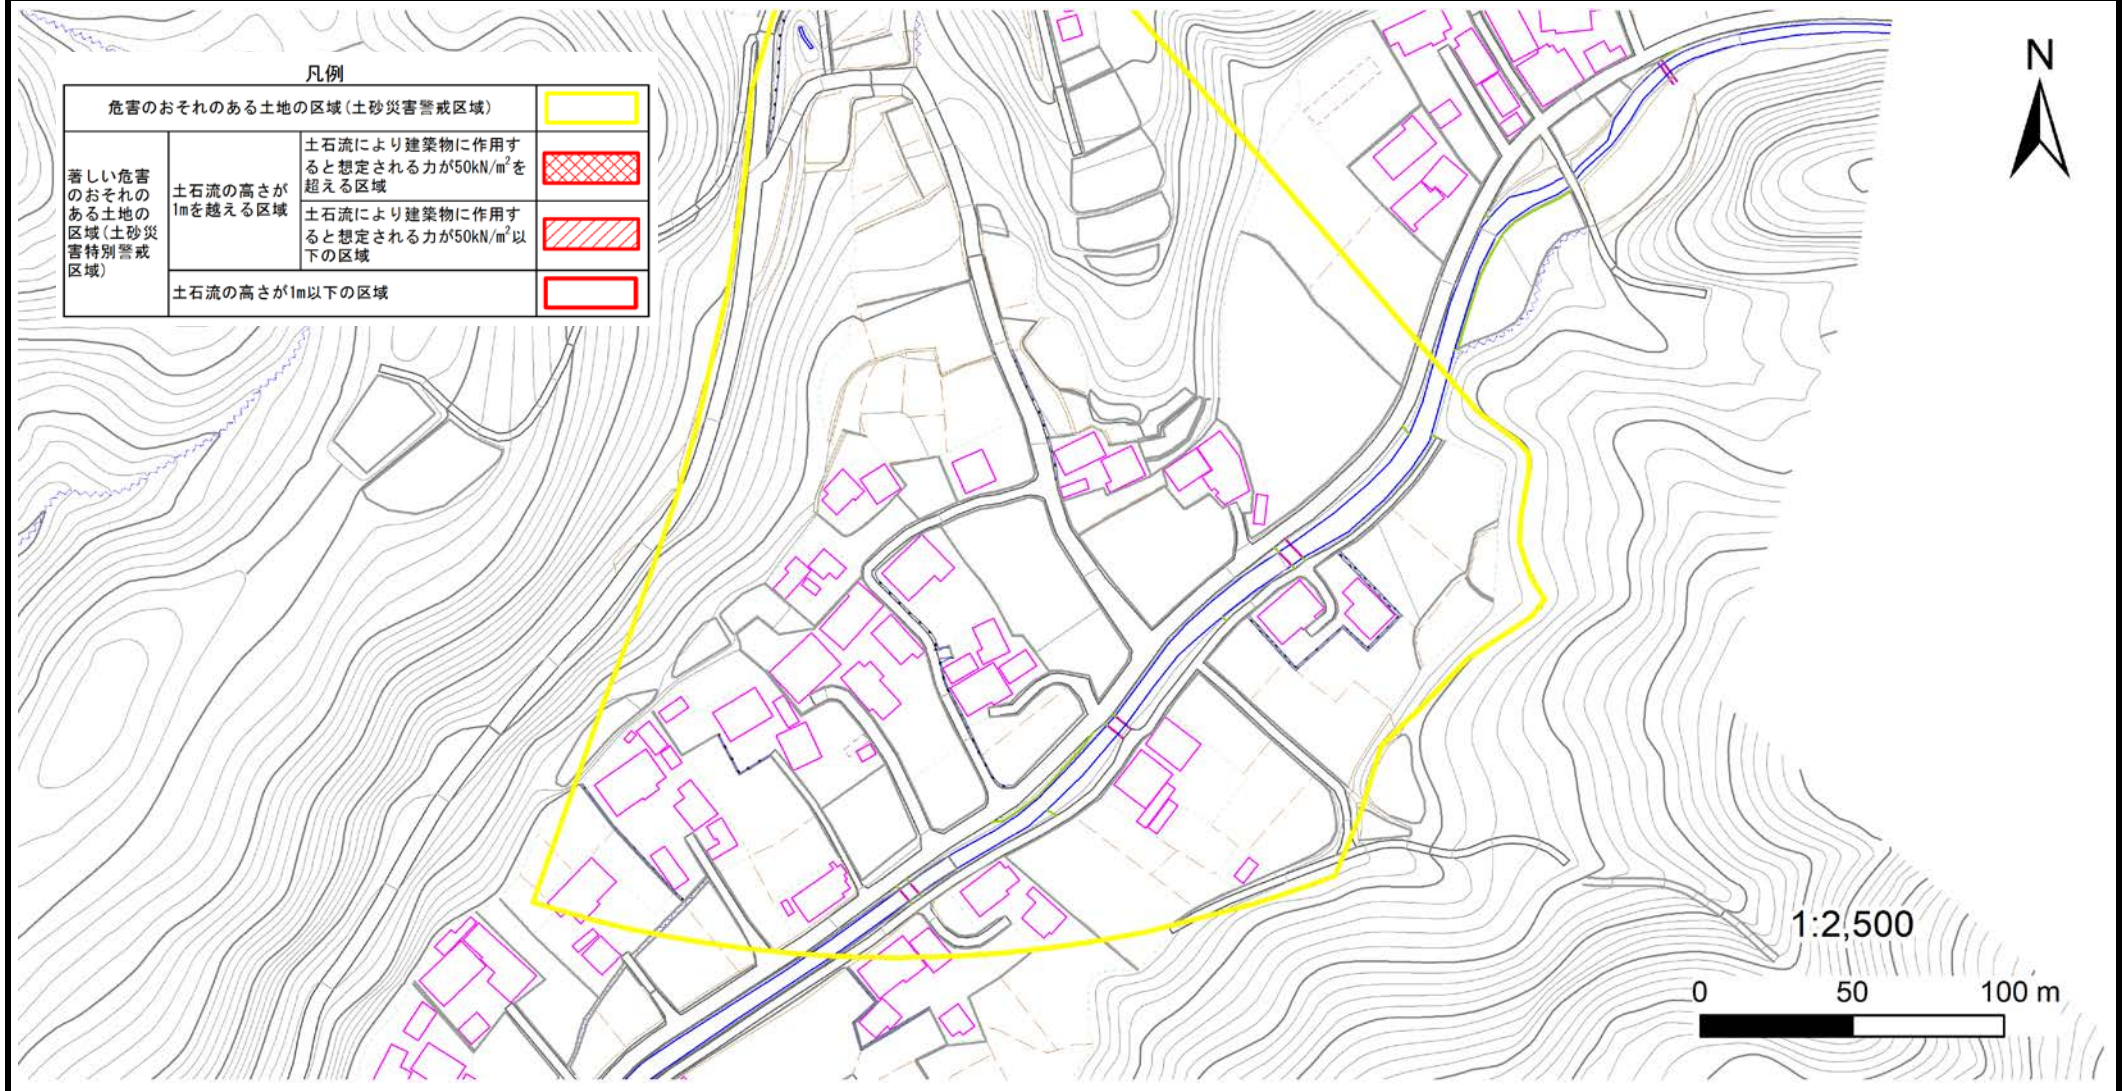 凡例
危害のおそれのある土地の区域(土砂災害警戒区域)
著しい危害
のおそれの
ある土地の
区域(土砂災
害特別警戒
区域)
土石流の高さが
1mを越える区域
土石流により建築物に作用す
ると想定される力が50kN/m²を
超える区域
土石流により建築物に作用す
ると想定される力が50kN/m²以
下の区域
土石流の高さが1m以下の区域
N
1:2,500
0 50 100 m